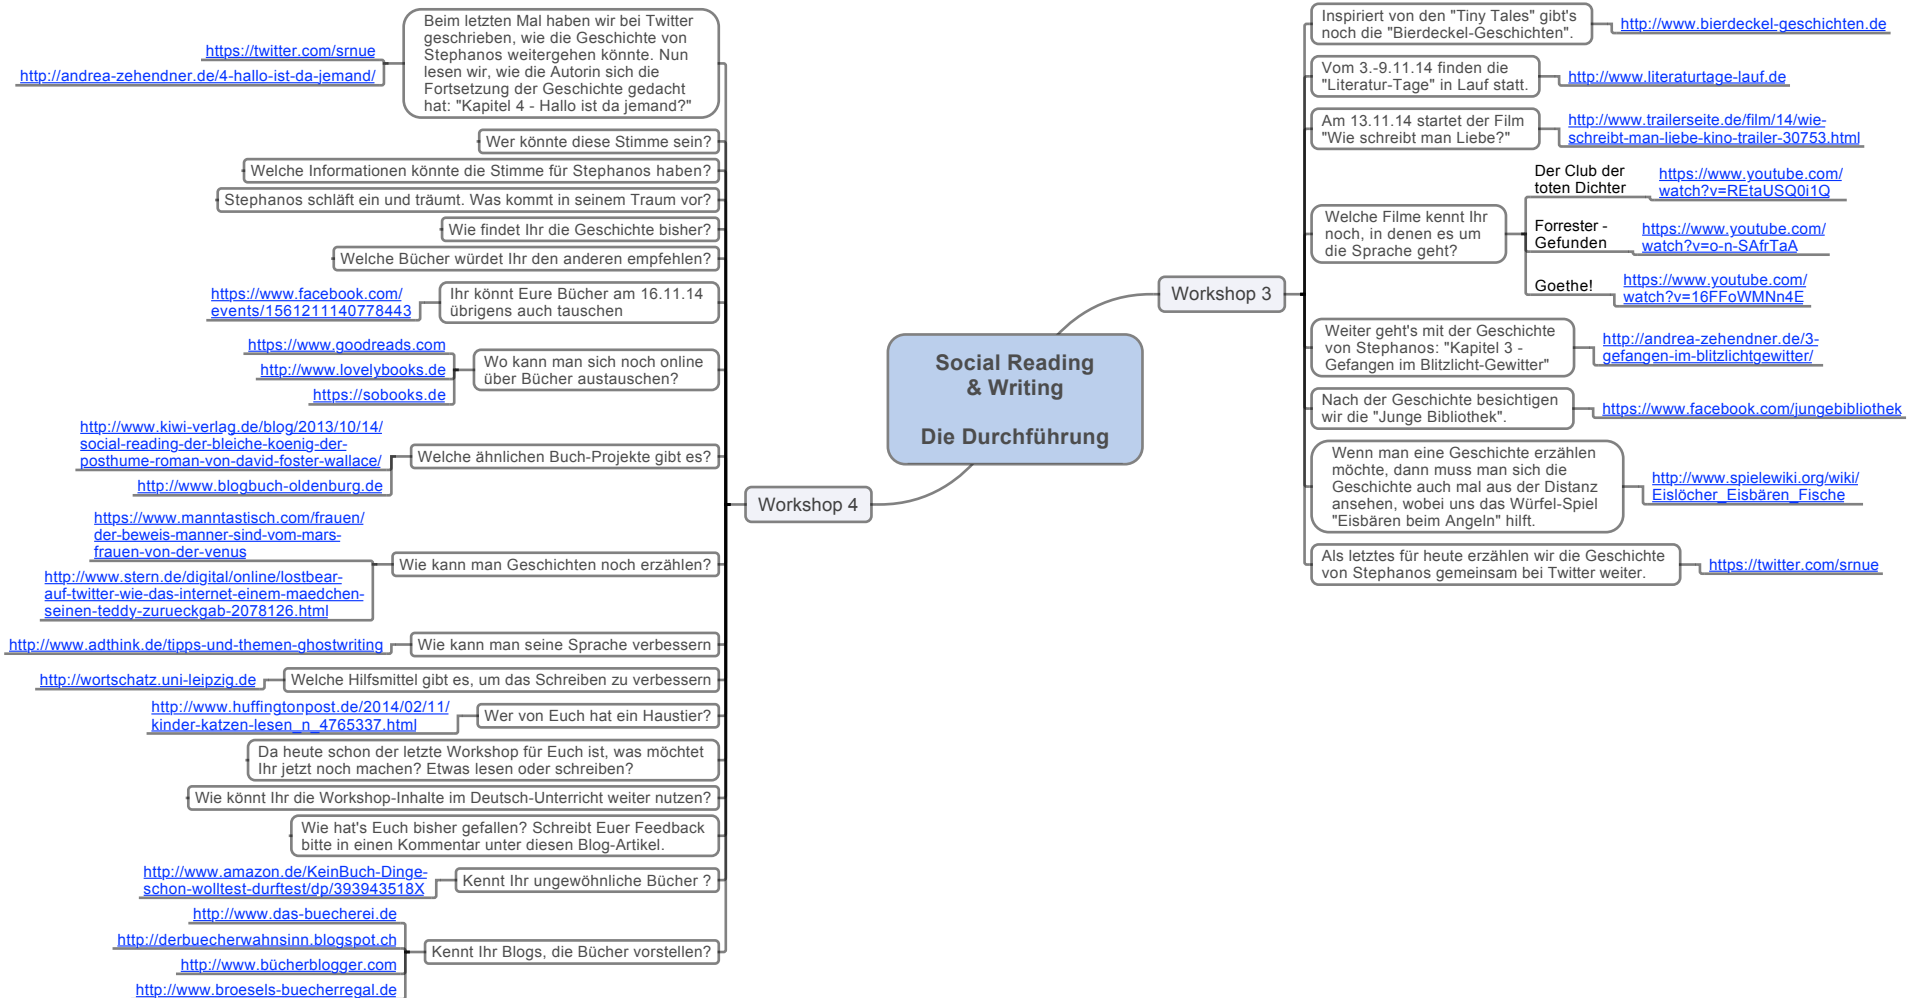 Social Reading
& Writing
Die Durchführung
Workshop 3
Inspiriert von den "Tiny Tales" gibt's
noch die "Bierdeckel-Geschichten".
http://www.bierdeckel-geschichten.de
Vom 3.-9.11.14 finden die
"Literatur-Tage" in Lauf statt.
http://www.literaturtage-lauf.de
Am 13.11.14 startet der Film
"Wie schreibt man Liebe?"
http://www.trailerseite.de/film/14/wie-
schreibt-man-liebe-kino-trailer-30753.html
Welche Filme kennt Ihr
noch, in denen es um
die Sprache geht?
Der Club der
toten Dichter
https://www.youtube.com/
watch?v=REtaUSQ0i1Q
Forrester -
Gefunden
https://www.youtube.com/
watch?v=o-n-SAfrTaA
Goethe!
https://www.youtube.com/
watch?v=16FFoWMNn4E
Weiter geht's mit der Geschichte
von Stephanos: "Kapitel 3 -
Gefangen im Blitzlicht-Gewitter"
http://andrea-zehendner.de/3-
gefangen-im-blitzlichtgewitter/
Nach der Geschichte besichtigen
wir die "Junge Bibliothek".
https://www.facebook.com/jungebibliothek
Wenn man eine Geschichte erzählen
möchte, dann muss man sich die
Geschichte auch mal aus der Distanz
ansehen, wobei uns das Würfel-Spiel
"Eisbären beim Angeln" hilft.
http://www.spielewiki.org/wiki/
Eislöcher_Eisbären_Fische
Als letztes für heute erzählen wir die Geschichte
von Stephanos gemeinsam bei Twitter weiter.
https://twitter.com/srnue
Workshop 4
Beim letzten Mal haben wir bei Twitter
geschrieben, wie die Geschichte von
Stephanos weitergehen könnte. Nun
lesen wir, wie die Autorin sich die
Fortsetzung der Geschichte gedacht
hat: "Kapitel 4 - Hallo ist da jemand?"
https://twitter.com/srnue
http://andrea-zehendner.de/4-hallo-ist-da-jemand/
Wer könnte diese Stimme sein?
Welche Informationen könnte die Stimme für Stephanos haben?
Stephanos schläft ein und träumt. Was kommt in seinem Traum vor?
Wie findet Ihr die Geschichte bisher?
Welche Bücher würdet Ihr den anderen empfehlen?
Ihr könnt Eure Bücher am 16.11.14
übrigens auch tauschen
https://www.facebook.com/
events/1561211140778443
Wo kann man sich noch online
über Bücher austauschen?
https://www.goodreads.com
http://www.lovelybooks.de
https://sobooks.de
Welche ähnlichen Buch-Projekte gibt es?
http://www.kiwi-verlag.de/blog/2013/10/14/
social-reading-der-bleiche-koenig-der-
posthume-roman-von-david-foster-wallace/
http://www.blogbuch-oldenburg.de
Wie kann man Geschichten noch erzählen?
https://www.manntastisch.com/frauen/
der-beweis-manner-sind-vom-mars-
frauen-von-der-venus
http://www.stern.de/digital/online/lostbear-
auf-twitter-wie-das-internet-einem-maedchen-
seinen-teddy-zurueckgab-2078126.html
Wie kann man seine Sprache verbessern
http://www.adthink.de/tipps-und-themen-ghostwriting
Welche Hilfsmittel gibt es, um das Schreiben zu verbessern
http://wortschatz.uni-leipzig.de
Wer von Euch hat ein Haustier?
http://www.huffingtonpost.de/2014/02/11/
kinder-katzen-lesen_n_4765337.html
Da heute schon der letzte Workshop für Euch ist, was möchtet
Ihr jetzt noch machen? Etwas lesen oder schreiben?
Wie könnt Ihr die Workshop-Inhalte im Deutsch-Unterricht weiter nutzen?
Wie hat's Euch bisher gefallen? Schreibt Euer Feedback
bitte in einen Kommentar unter diesen Blog-Artikel.
Kennt Ihr ungewöhnliche Bücher ?
http://www.amazon.de/KeinBuch-Dinge-
schon-wolltest-durftest/dp/393943518X
Kennt Ihr Blogs, die Bücher vorstellen?
http://www.das-buecherei.de
http://derbuecherwahnsinn.blogspot.ch
http://www.bücherblogger.com
http://www.broesels-buecherregal.de